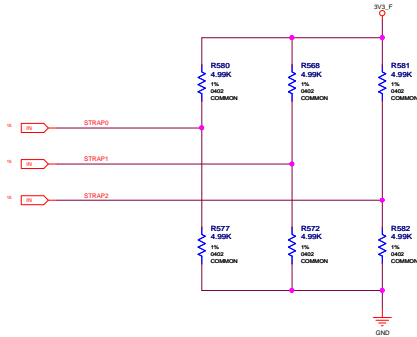 3V3_F
R580
4.99K
1%
0402
COMMON
R568
4.99K
1%
0402
COMMON
R581
4.99K
1%
0402
COMMON
IN
STRAP0
IN
STRAP1
IN
STRAP2
R577
4.99K
1%
0402
COMMON
R572
4.99K
1%
0402
COMMON
R582
4.99K
1%
0402
COMMON
GND